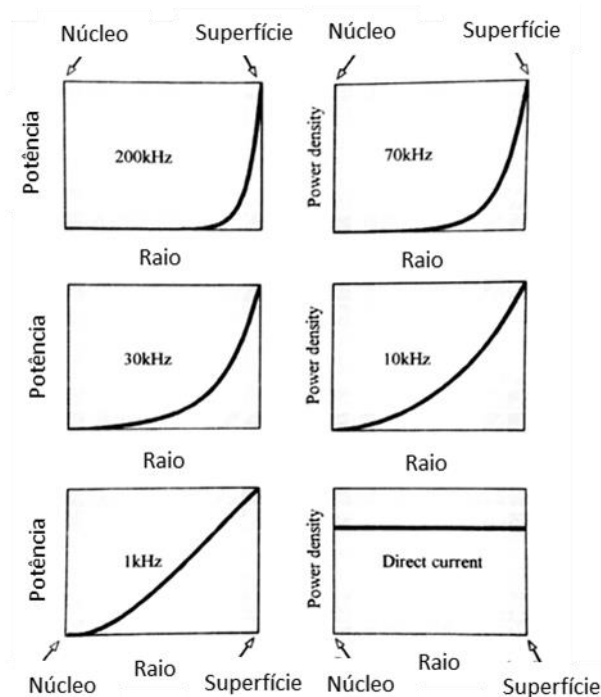 Núcleo Superfície Núcleo Superfície
Potência
200kHz
Raio
Power density
70kHz
Raio
Potência
30kHz
Raio
Power density
10kHz
Raio
Potência
1kHz
Raio
Power density
Direct current
Raio
Núcleo Superfície Núcleo Superfície